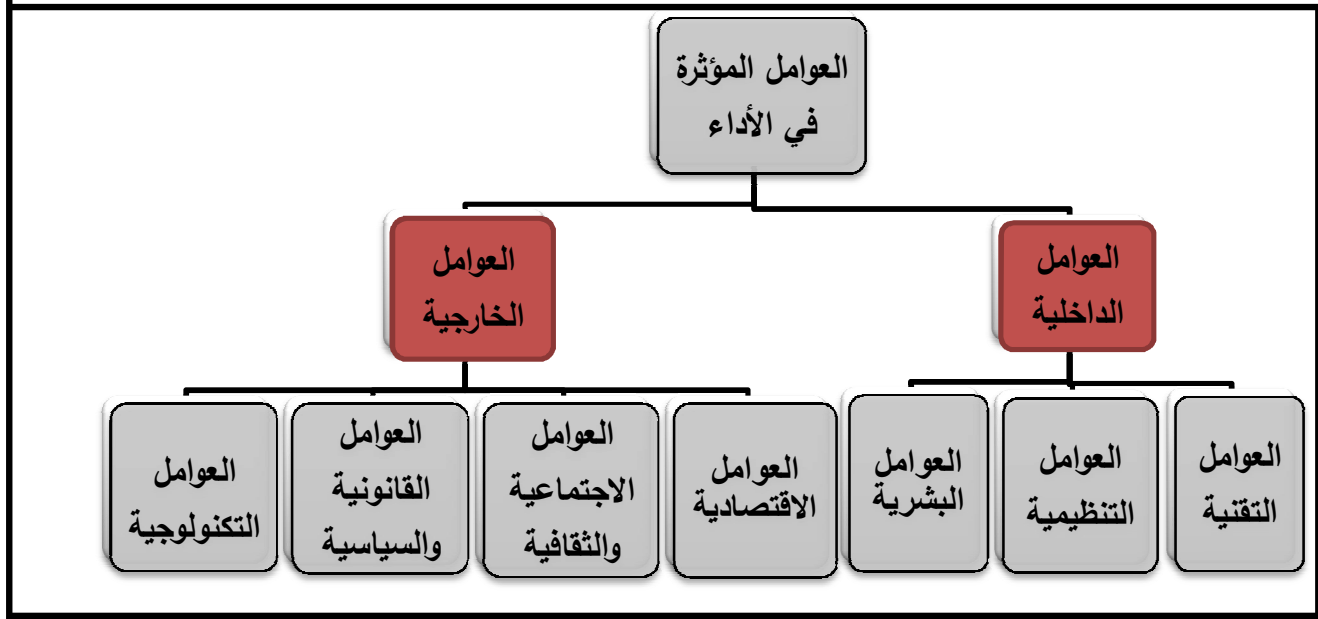 العوامل المؤثرة
في الأداء
العوامل
الداخلية
العوامل
الخارجية
العوامل
التقنية
العوامل
التنظيمية
العوامل
البشرية
العوامل
الاقتصادية
العوامل
الاجتماعية
والثقافية
العوامل
القانونية
والسياسية
العوامل
التكنولوجية